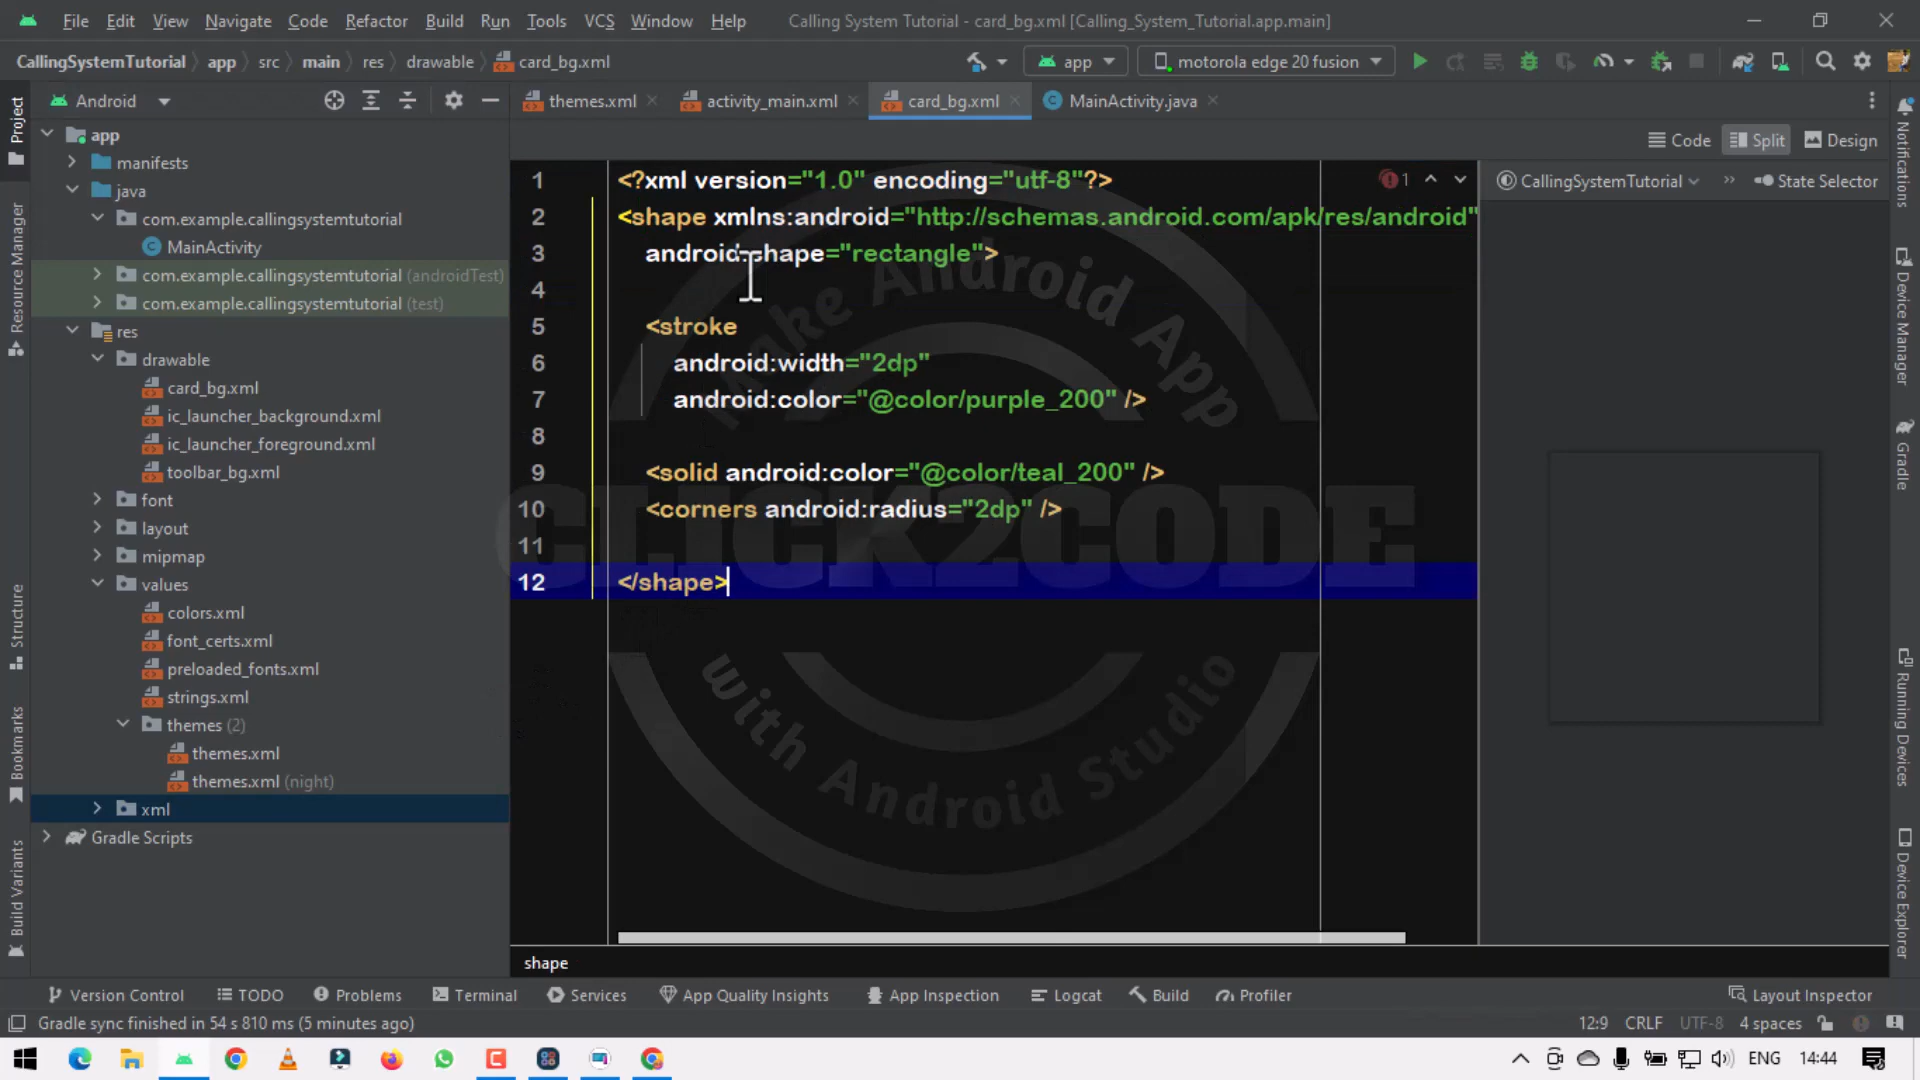 File Edit View Navigate Code Refactor Build Run Tools VCS Window Help Calling System Tutorial - card_bg.xml [Calling_System_Tutorial.app.main]
CallingSystemTutorial app src main res drawable card_bg.xml app motorola edge 20 fusion
Project
Android
themes.xml activity_main.xml card_bg.xml MainActivity.java
Code Split Design
app
manifests
java
com.example.callingsystemtutorial
MainActivity
com.example.callingsystemtutorial (androidTest)
com.example.callingsystemtutorial (test)
res
drawable
card_bg.xml
ic_launcher_background.xml
ic_launcher_foreground.xml
toolbar_bg.xml
font
layout
mipmap
values
colors.xml
font_certs.xml
preloaded_fonts.xml
strings.xml
themes (2)
themes.xml
themes.xml (night)
xml
Gradle Scripts
Resource Manager
Structure
Bookmarks
Build Variants
1 <?xml version="1.0" encoding="utf-8"?>
2 <shape xmlns:android="http://schemas.android.com/apk/res/android"
3 android:shape="rectangle">
4
5 <stroke
6 android:width="2dp"
7 android:color="@color/purple_200" />
8
9 <solid android:color="@color/teal_200" />
10 <corners android:radius="2dp" />
11
12 </shape>
1
Make Android App
CLICK2CODE
with Android Studio
CallingSystemTutorial State Selector
Notifications
Device Manager
Gradle
Running Devices
Device Explorer
shape
Version Control TODO Problems Terminal Services App Quality Insights App Inspection Logcat Build Profiler Layout Inspector
Gradle sync finished in 54 s 810 ms (5 minutes ago) 12:9 CRLF UTF-8 4 spaces
ENG 14:44